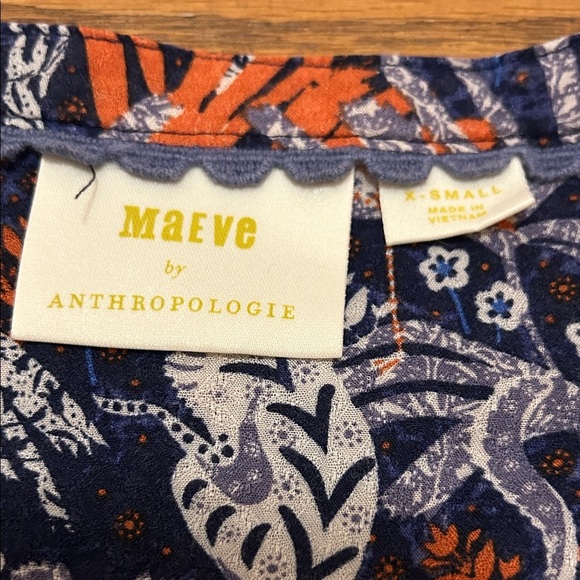 MaEve
by
ANTHROPOLOGIE
X-SMALL
MADE IN
VIETNAM